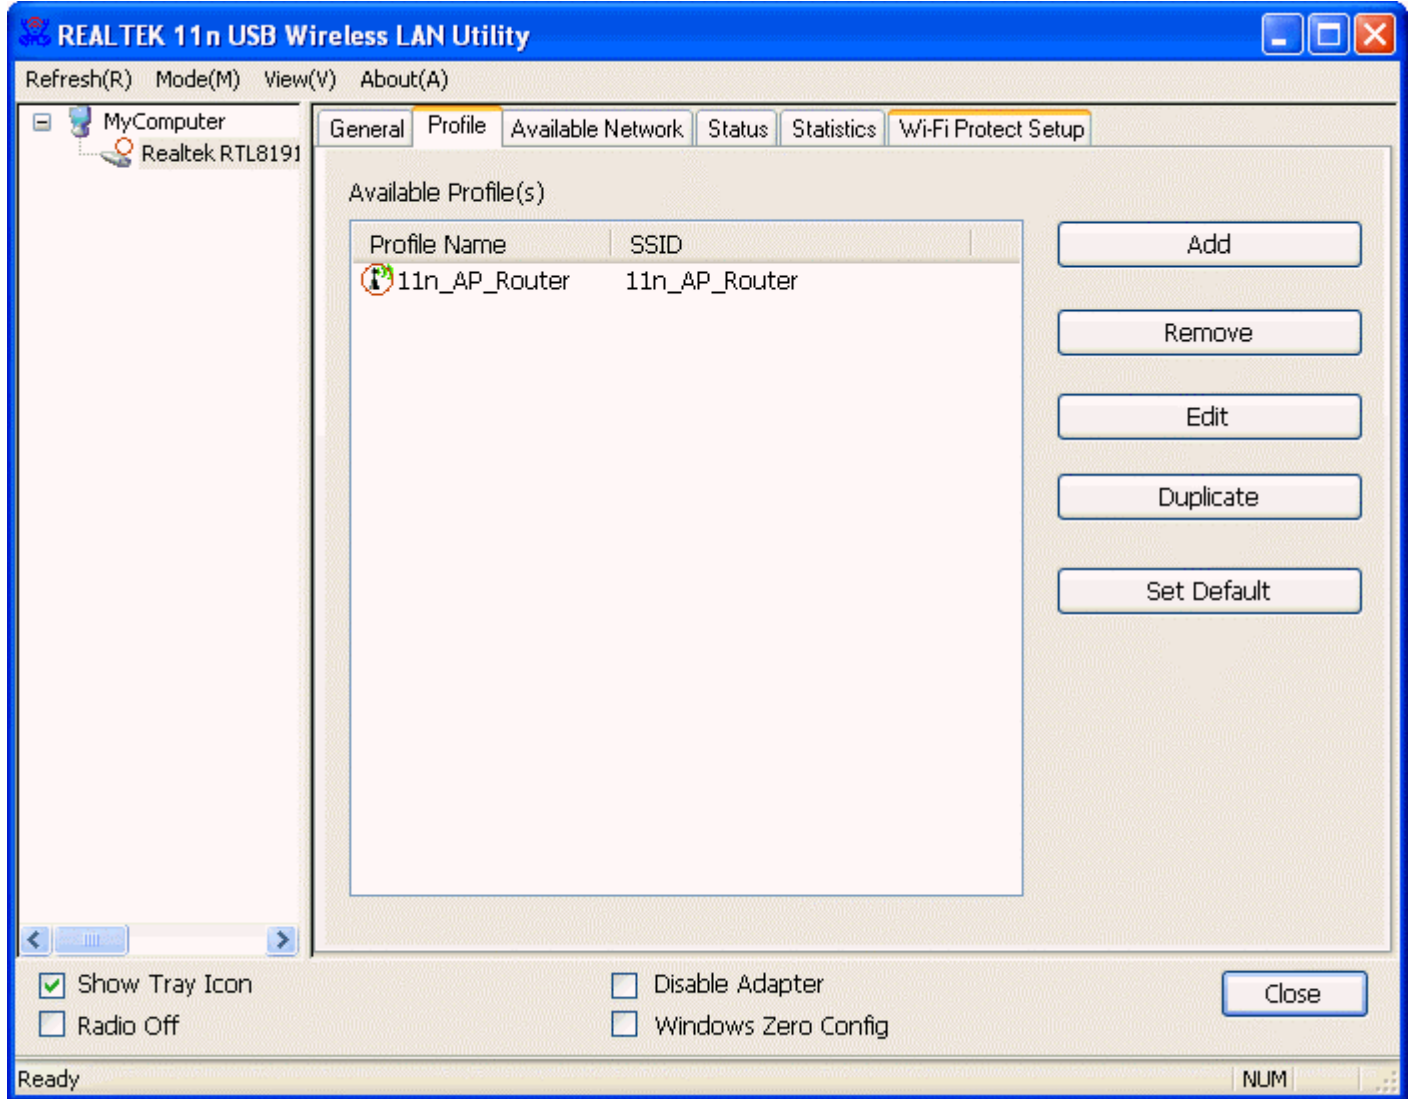 REALTEK 11n USB Wireless LAN Utility
Refresh(R) Mode(M) View(V) About(A)
MyComputer
Realtek RTL8191
General Profile Available Network Status Statistics Wi-Fi Protect Setup
Available Profile(s)
Profile Name SSID
11n_AP_Router 11n_AP_Router
Add
Remove
Edit
Duplicate
Set Default
Show Tray Icon Disable Adapter
Radio Off Windows Zero Config
Close
Ready NUM